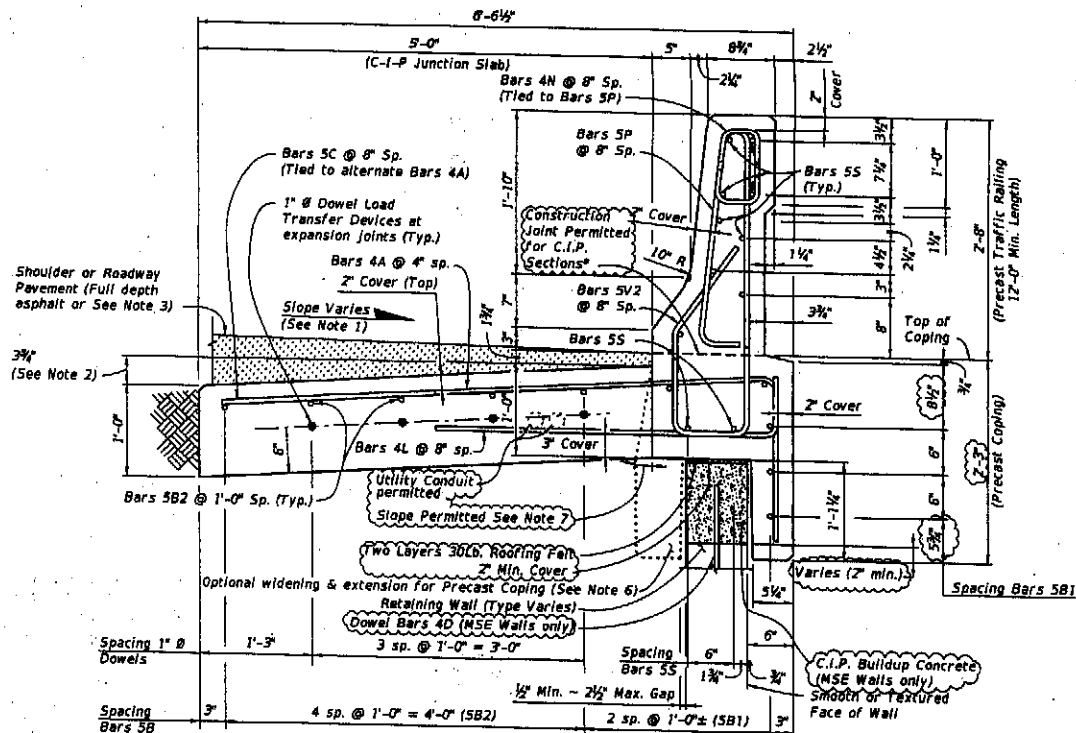 6'-6½"
5'-0"
(C-I-P Junction Slab)
5"
8¾"
2½"
2¼"
2" Cover
Bars 4N @ 8" Sp.
(Tied to Bars 5P)
Bars 5P
@ 8" Sp.
Bars 5C @ 8" Sp.
(Tied to alternate Bars 4A)
1" Ø Dowel Load
Transfer Devices at
expansion joints (Typ.)
Bars 5S
(Typ.)
Construction
Joint Permitted
for C.I.P.
Sections*
Cover
10" R
1'-10"
7"
3"
1¾"
3½"
7¼"
3½"
4½"
3"
8"
1'-0"
2¼"
1½"
1¼"
3¾"
2'-8"
(Precast Traffic Railing
12'-0" Min. Length)
Bars 4A @ 4" sp.
2" Cover (Top)
Bars 5V2
@ 8" Sp.
Bars 5S
Shoulder or Roadway
Pavement (Full depth
asphalt or See Note 3)
Slope Varies
(See Note 1)
Top of
Coping
¾"
3¾"
(See Note 2)
1'-0"
1'-0"
6"
2" Cover
3" Cover
8½"
6"
6"
5¾"
2'-3"
(Precast Coping)
Bars 4L @ 8" sp.
Bars 5B2 @ 1'-0" Sp. (Typ.)
Utility Conduit
permitted
Slope Permitted See Note 7
1'-1¼"
Two Layers 30Lb. Roofing Felt
2" Min. Cover
Varies (2" min.)
Optional widening & extension for Precast Coping (See Note 6)
Spacing Bars 5B1
Retaining Wall (Type Varies)
5¼"
Dowel Bars 4D (MSE Walls only)
Spacing 1" Ø
Dowels
1'-3"
3 sp. @ 1'-0" = 3'-0"
Spacing
Bars 5S
6"
1¾"
¾"
6"
C.I.P. Buildup Concrete
(MSE Walls only)
Smooth or Textured
Face of Wall
½" Min. ~ 2½" Max. Gap
Spacing
Bars 5B
3"
4 sp. @ 1'-0" = 4'-0" (5B2)
2 sp. @ 1'-0"± (5B1)
3"